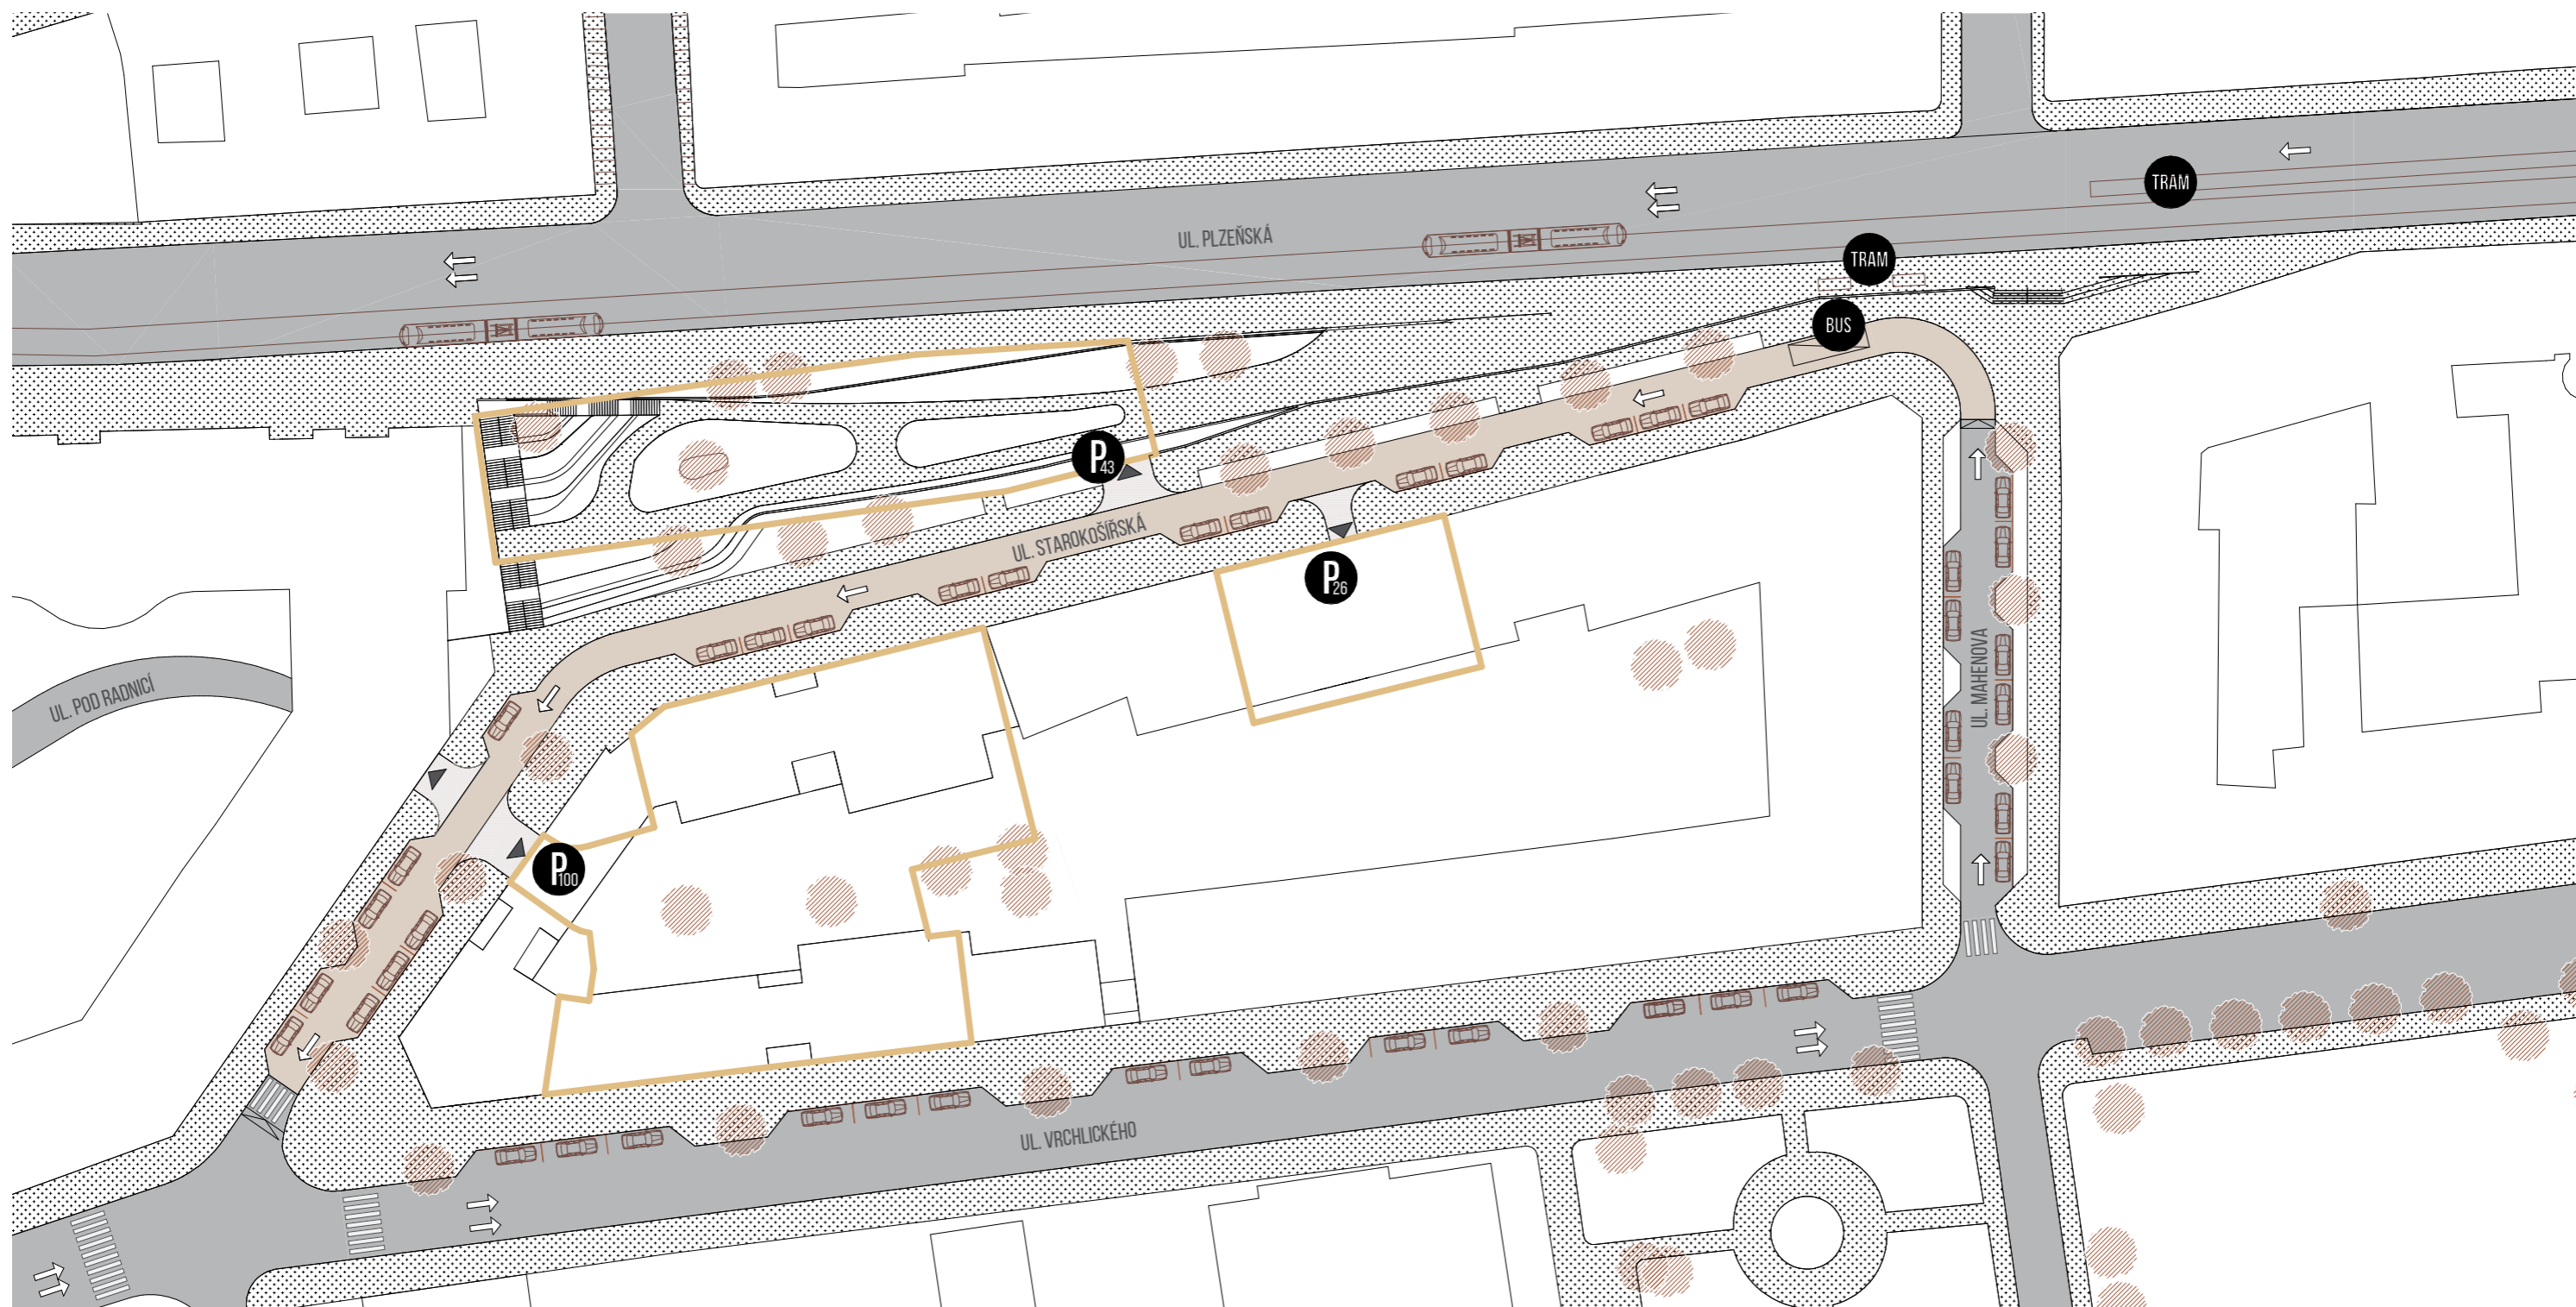 TRAM
UL. PLZEŇSKÁ
TRAM
BUS
P43
UL. STAROKOŠÍŘSKÁ
P26
UL. POD RADNICÍ
UL. MAHENOVA
P100
UL. VRCHLICKÉHO